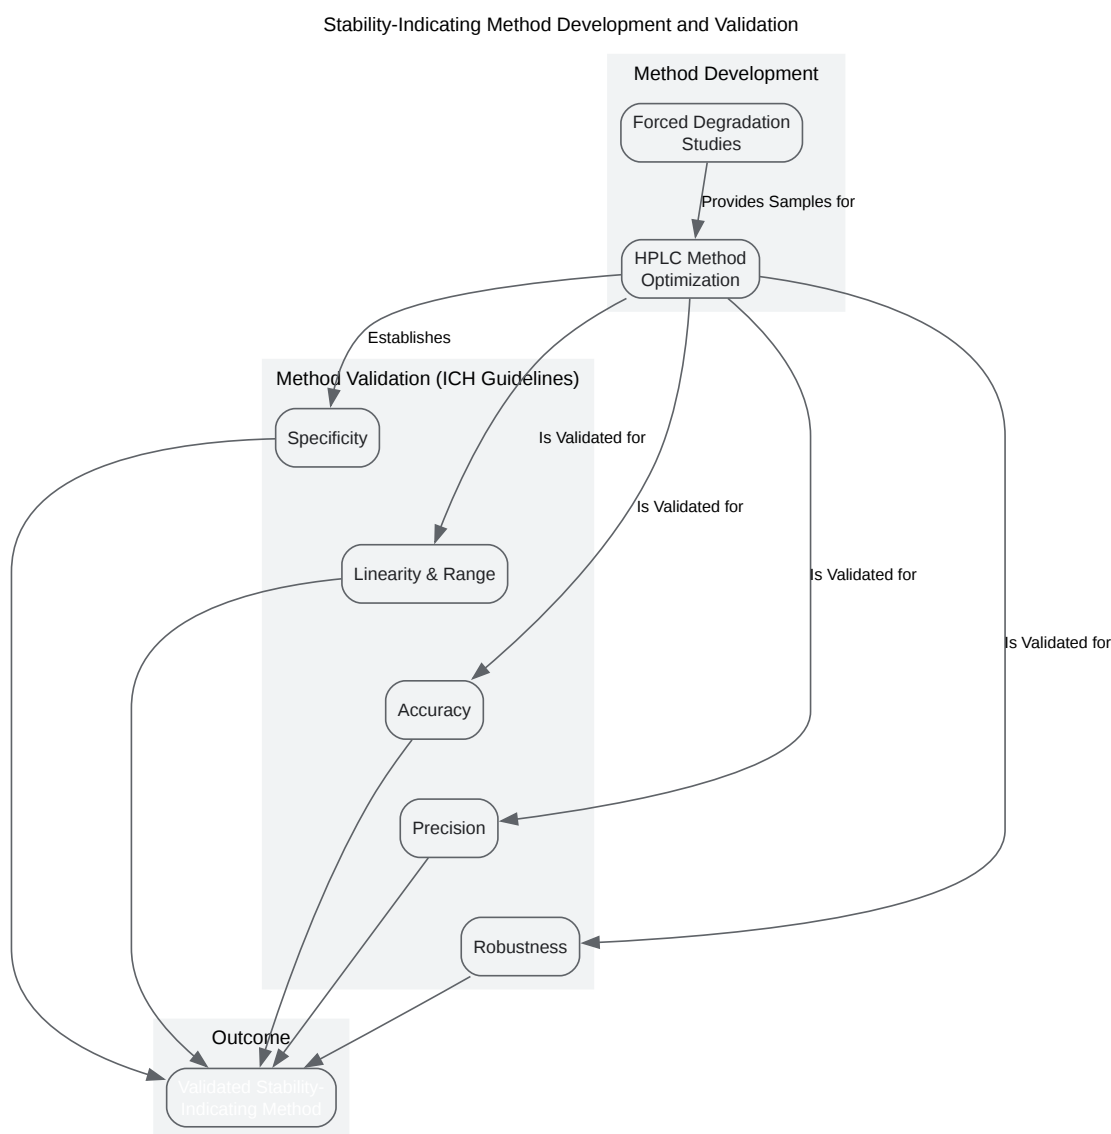 Stability-Indicating Method Development and Validation
Method Development
Forced Degradation
Studies
Provides Samples for
HPLC Method
Optimization
Establishes
Method Validation (ICH Guidelines)
Specificity
Is Validated for
Is Validated for
Linearity & Range
Is Validated for
Is Validated for
Accuracy
Precision
Robustness
Outcome
Validated Stability-
Indicating Method